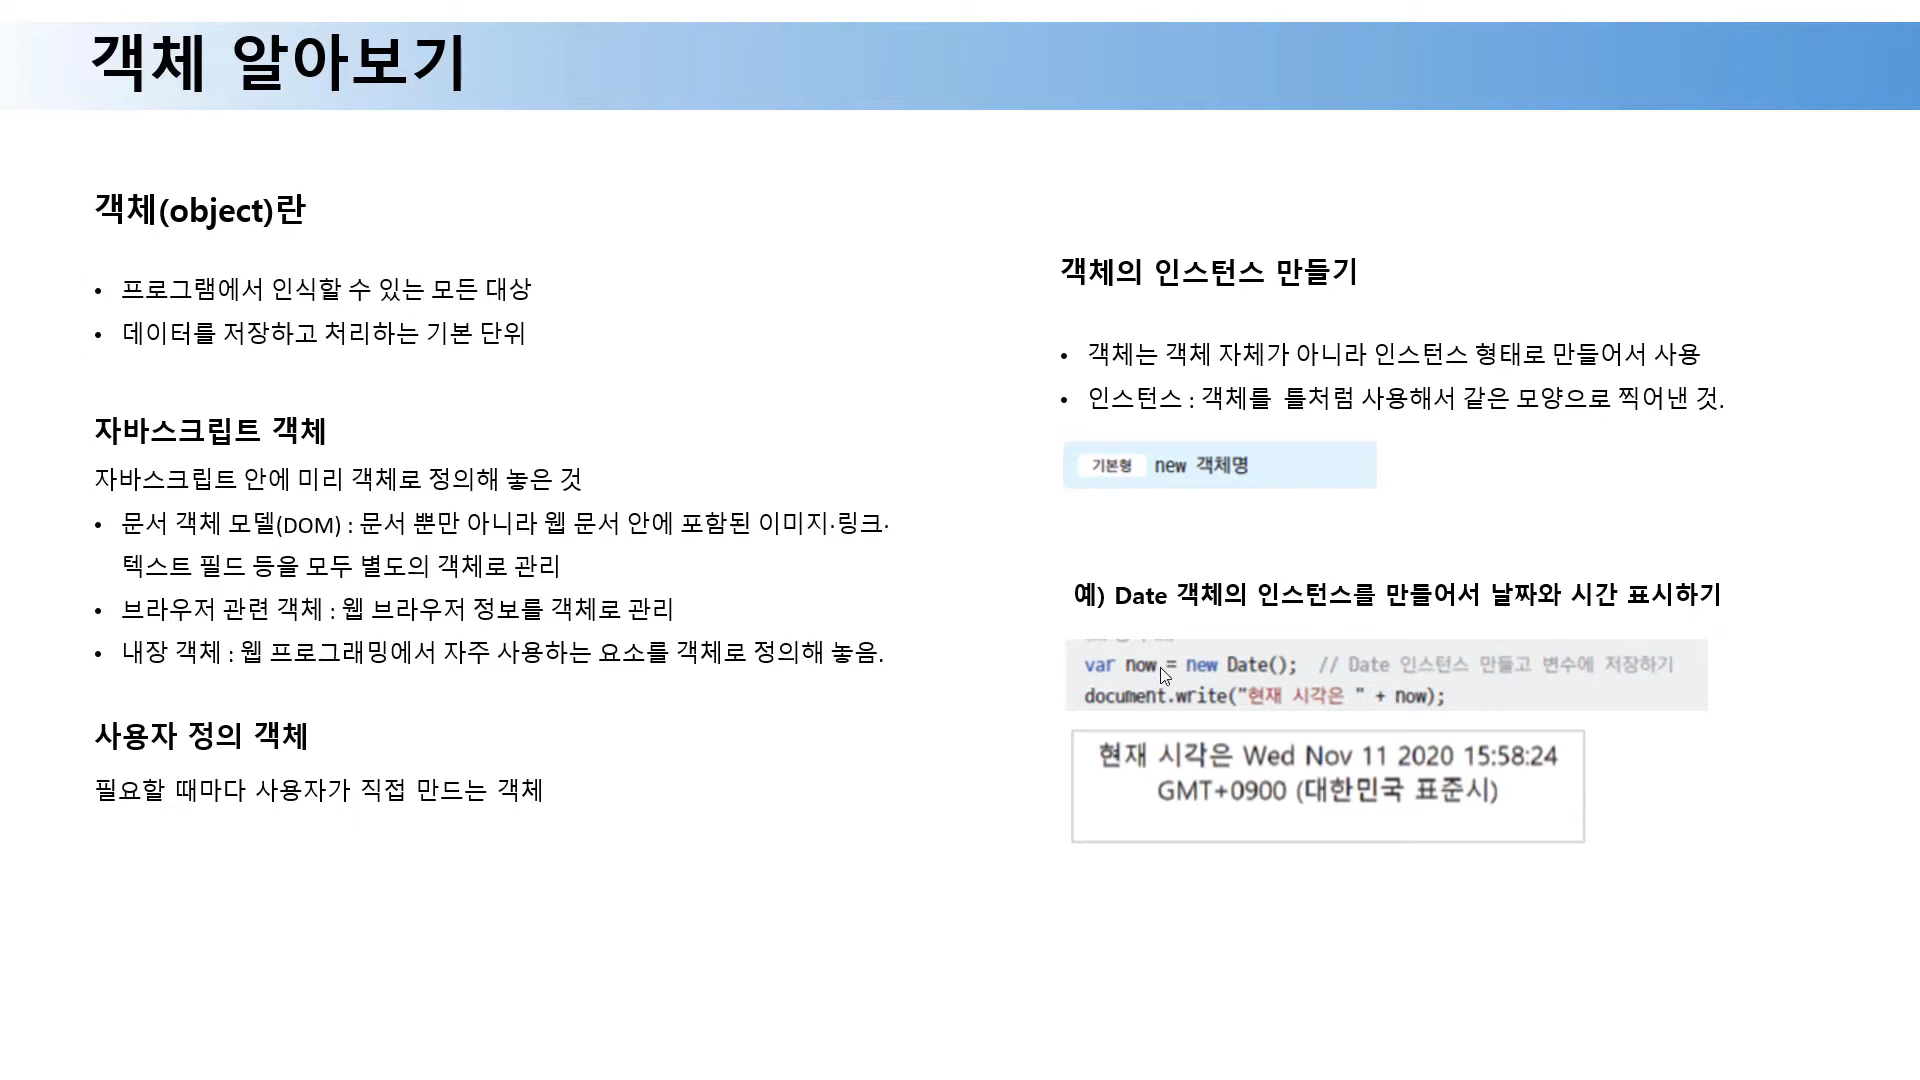 객체 알아보기
객체(object)란
• 프로그램에서 인식할 수 있는 모든 대상
• 데이터를 저장하고 처리하는 기본 단위
자바스크립트 객체
자바스크립트 안에 미리 객체로 정의해 놓은 것
• 문서 객체 모델(DOM) : 문서 뿐만 아니라 웹 문서 안에 포함된 이미지·링크·
텍스트 필드 등을 모두 별도의 객체로 관리
• 브라우저 관련 객체 : 웹 브라우저 정보를 객체로 관리
• 내장 객체 : 웹 프로그래밍에서 자주 사용하는 요소를 객체로 정의해 놓음.
사용자 정의 객체
필요할 때마다 사용자가 직접 만드는 객체
객체의 인스턴스 만들기
• 객체는 객체 자체가 아니라 인스턴스 형태로 만들어서 사용
• 인스턴스 : 객체를 틀처럼 사용해서 같은 모양으로 찍어낸 것.
기본형 new 객체명
예) Date 객체의 인스턴스를 만들어서 날짜와 시간 표시하기
var now = new Date(); // Date 인스턴스 만들고 변수에 저장하기
document.write("현재 시각은 " + now);
현재 시각은 Wed Nov 11 2020 15:58:24
GMT+0900 (대한민국 표준시)